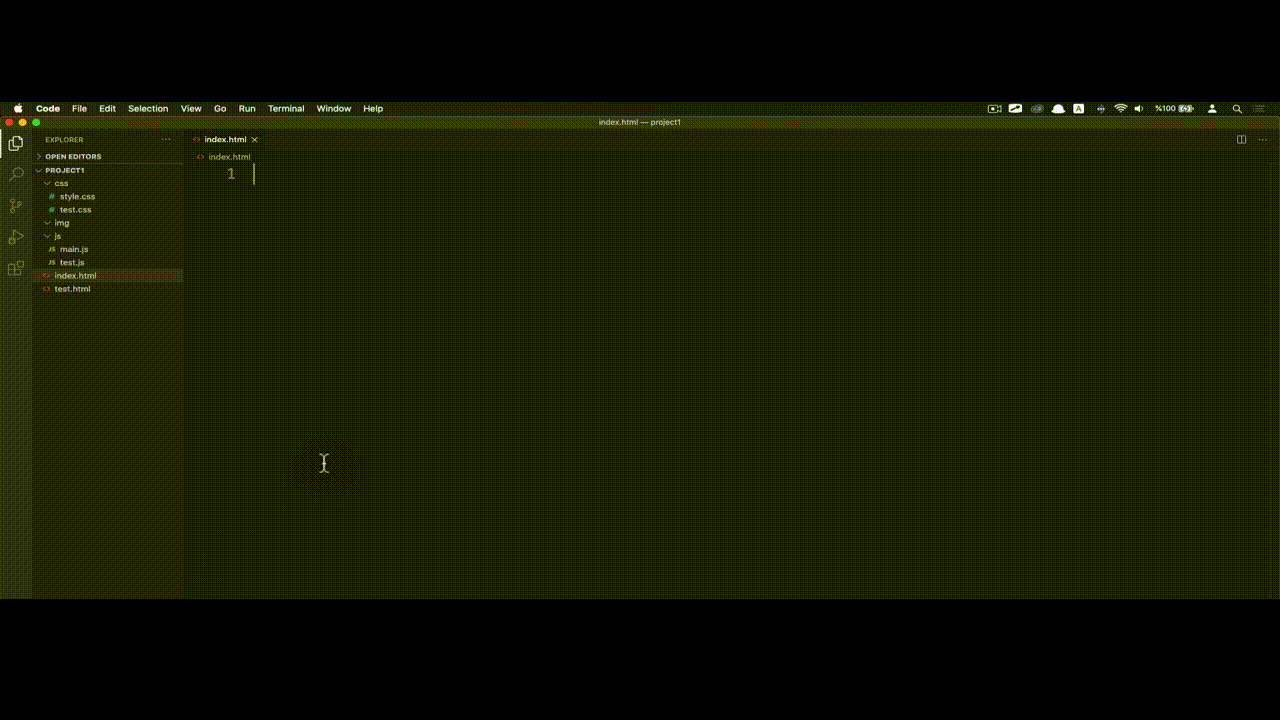 Code File Edit Selection View Go Run Terminal Window Help A %100
index.html — project1
EXPLORER
index.html
OPEN EDITORS
index.html
PROJECT1
1
css
# style.css
# test.css
img
js
JS main.js
JS test.js
index.html
test.html